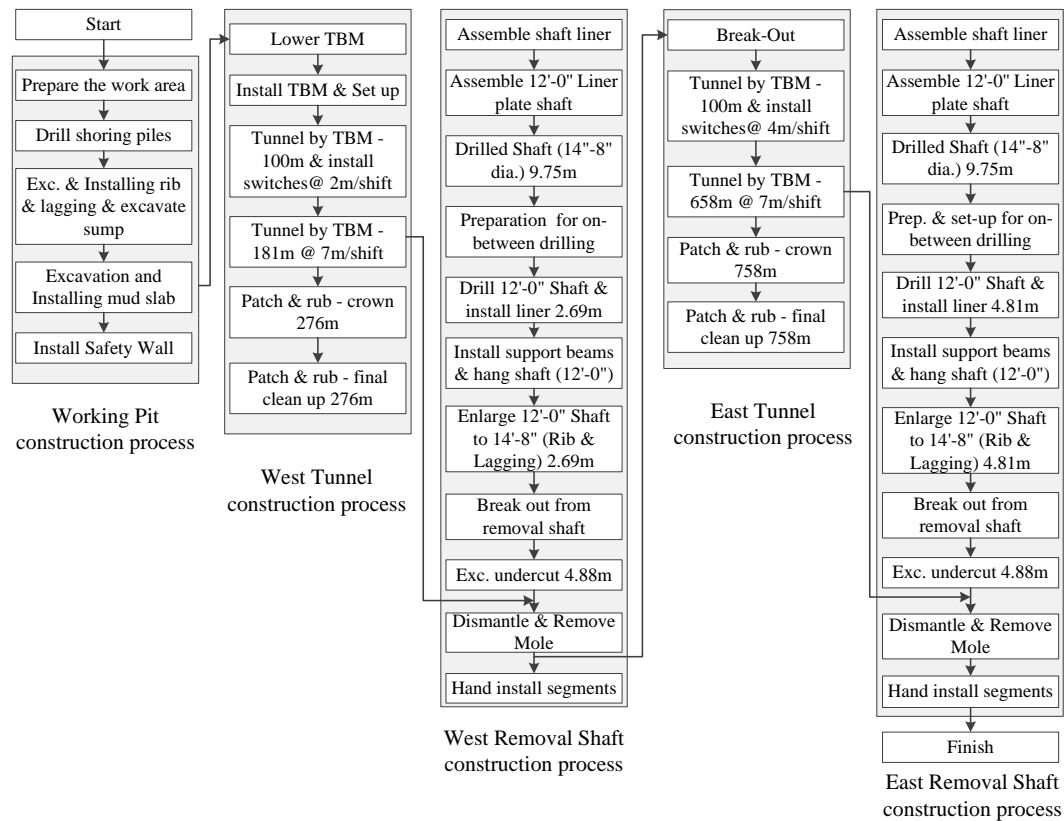 Start
Prepare the work area
Drill shoring piles
Exc. & Installing rib
& lagging & excavate
sump
Excavation and
Installing mud slab
Install Safety Wall
Working Pit
construction process
Lower TBM
Install TBM & Set up
Tunnel by TBM -
100m & install
switches@ 2m/shift
Tunnel by TBM -
181m @ 7m/shift
Patch & rub - crown
276m
Patch & rub - final
clean up 276m
West Tunnel
construction process
Assemble shaft liner
Assemble 12'-0" Liner
plate shaft
Drilled Shaft (14"-8"
dia.) 9.75m
Preparation for on-
between drilling
Drill 12'-0" Shaft &
install liner 2.69m
Install support beams
& hang shaft (12'-0")
Enlarge 12'-0" Shaft
to 14'-8" (Rib &
Lagging) 2.69m
Break out from
removal shaft
Exc. undercut 4.88m
Dismantle & Remove
Mole
Hand install segments
West Removal Shaft
construction process
Break-Out
Tunnel by TBM -
100m & install
switches@ 4m/shift
Tunnel by TBM -
658m @ 7m/shift
Patch & rub - crown
758m
Patch & rub - final
clean up 758m
East Tunnel
construction process
Assemble shaft liner
Assemble 12'-0" Liner
plate shaft
Drilled Shaft (14"-8"
dia.) 9.75m
Prep. & set-up for on-
between drilling
Drill 12'-0" Shaft &
install liner 4.81m
Install support beams
& hang shaft (12'-0")
Enlarge 12'-0" Shaft
to 14'-8" (Rib &
Lagging) 4.81m
Break out from
removal shaft
Exc. undercut 4.88m
Dismantle & Remove
Mole
Hand install segments
Finish
East Removal Shaft
construction process